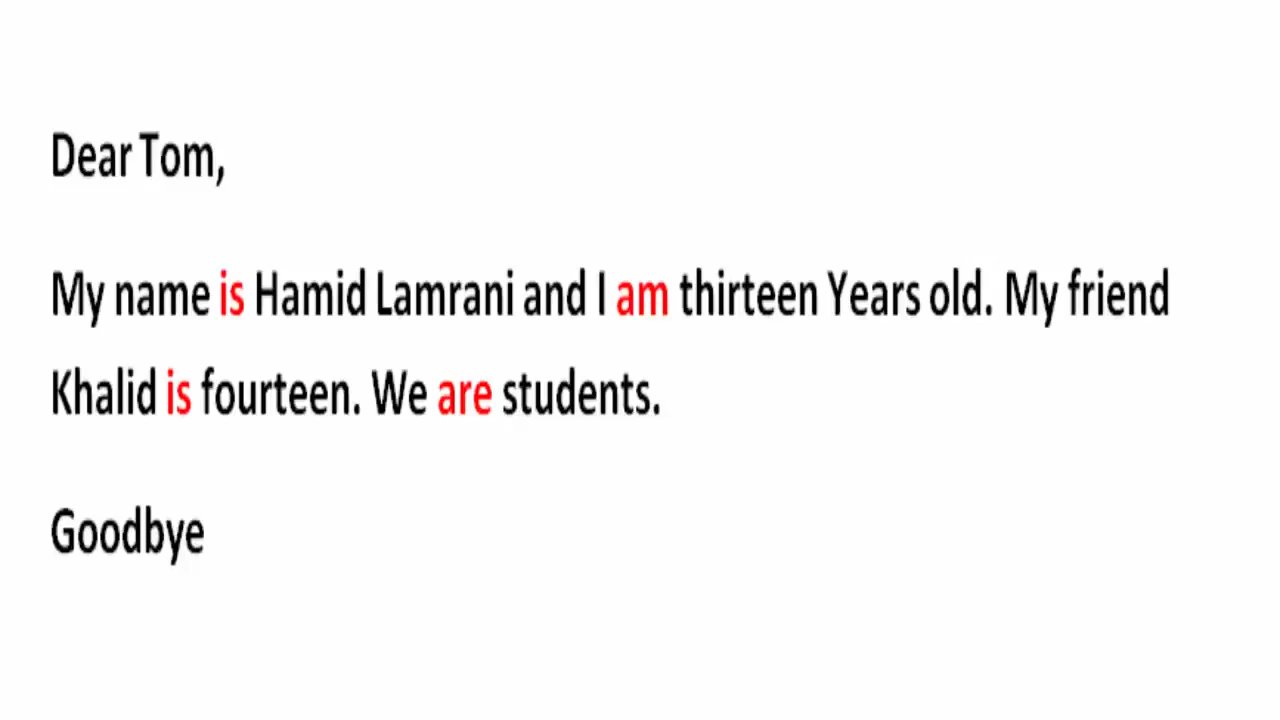 Dear Tom,
My name is Hamid Lamrani and I am thirteen Years old. My friend
Khalid is fourteen. We are students.
Goodbye